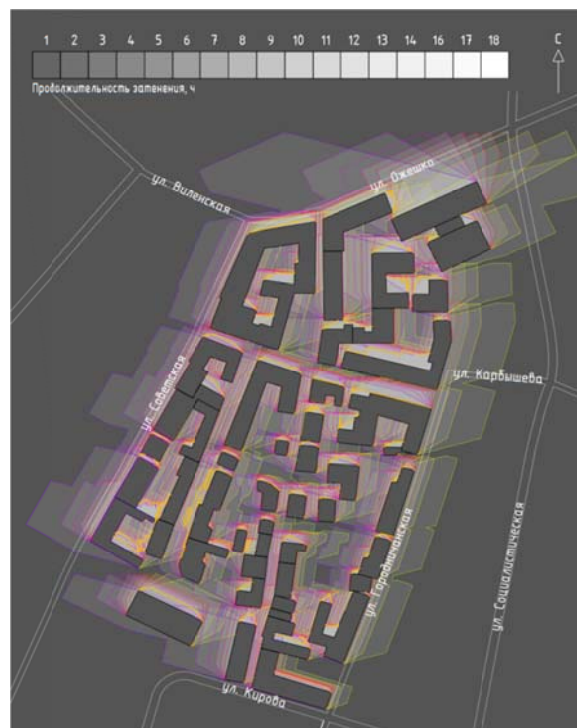 1 2 3 4 5 6 7 8 9 10 11 12 13 14 16 17 18
Продолжительность затенения, ч
С
ул. Ожешко
ул. Виленская
ул. Советская
ул. Карбышева
ул. Городничанская
ул. Социалистическая
ул. Кирова